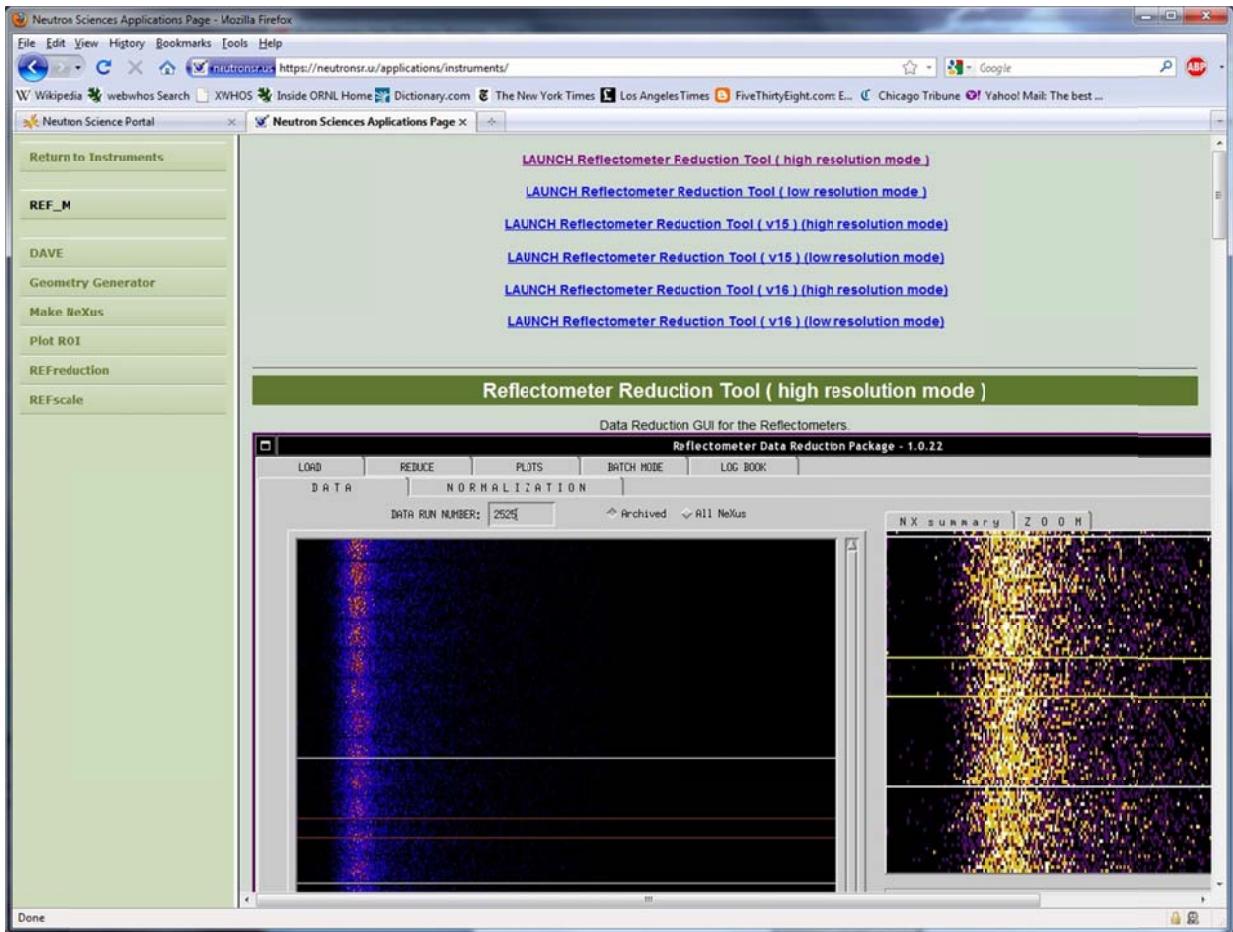 Neutron Sciences Applications Page - Mozilla Firefox
File Edit View History Bookmarks Tools Help
neutronsr.us https://neutronsr.u/applications/instruments/
Google
ABP
W Wikipedia webwhos Search XWHOS Inside ORNL Home Dictionary.com The New York Times Los Angeles Times FiveThirtyEight.com: E... Chicago Tribune Yahoo! Mail: The best ...
Neutron Science Portal
Neutron Sciences Applications Page
Return to Instruments
REF_M
DAVE
Geometry Generator
Make NeXus
Plot ROI
REFreduction
REFscale
LAUNCH Reflectometer Reduction Tool ( high resolution mode )
LAUNCH Reflectometer Reduction Tool ( low resolution mode )
LAUNCH Reflectometer Reduction Tool ( v15 ) (high resolution mode)
LAUNCH Reflectometer Reduction Tool ( v15 ) (low resolution mode)
LAUNCH Reflectometer Reduction Tool ( v16 ) (high resolution mode)
LAUNCH Reflectometer Reduction Tool ( v16 ) (low resolution mode)
Reflectometer Reduction Tool ( high resolution mode )
Data Reduction GUI for the Reflectometers.
Reflectometer Data Reduction Package - 1.0.22
LOAD REDUCE PLOTS BATCH MODE LOG BOOK
DATA NORMALIZATION
DATA RUN NUMBER: 2525 Archived All NeXus
NX summary ZOOM
Done